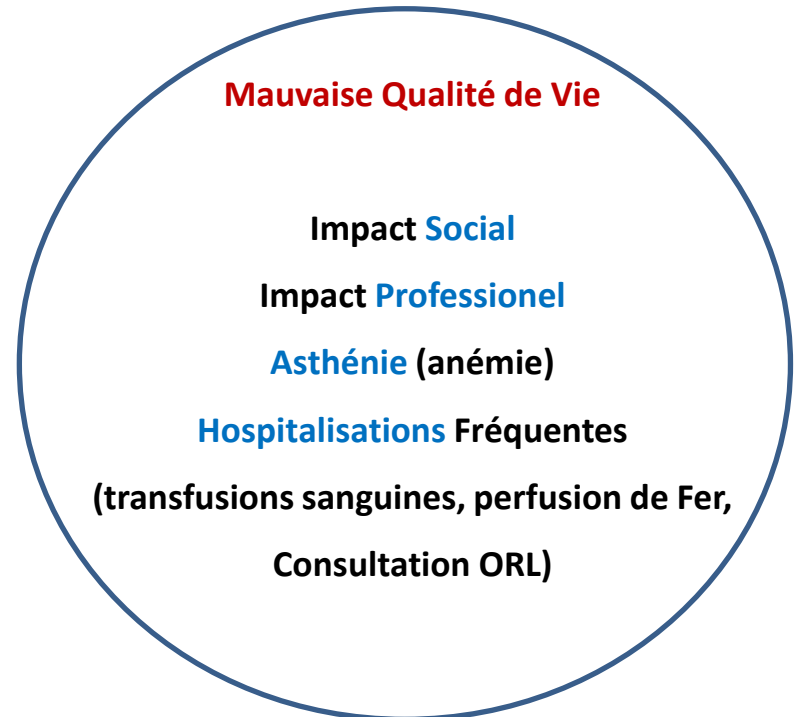 Mauvaise Qualité de Vie
Impact Social
Impact Professionel
Asthénie (anémie)
Hospitalisations Fréquentes
(transfusions sanguines, perfusion de Fer,
Consultation ORL)